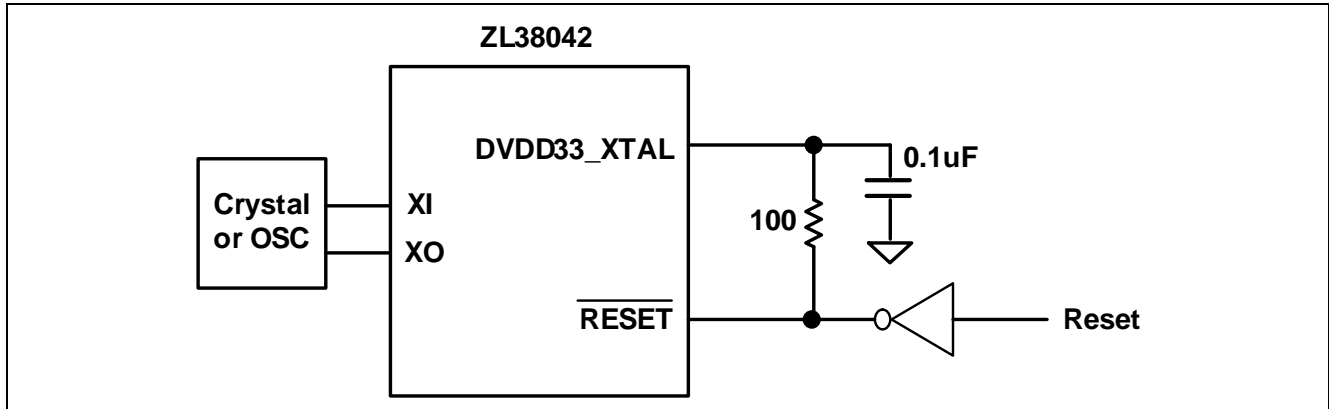 ZL38042
DVDD33_XTAL
0.1uF
Crystal
or OSC
XI
XO
100
RESET
Reset